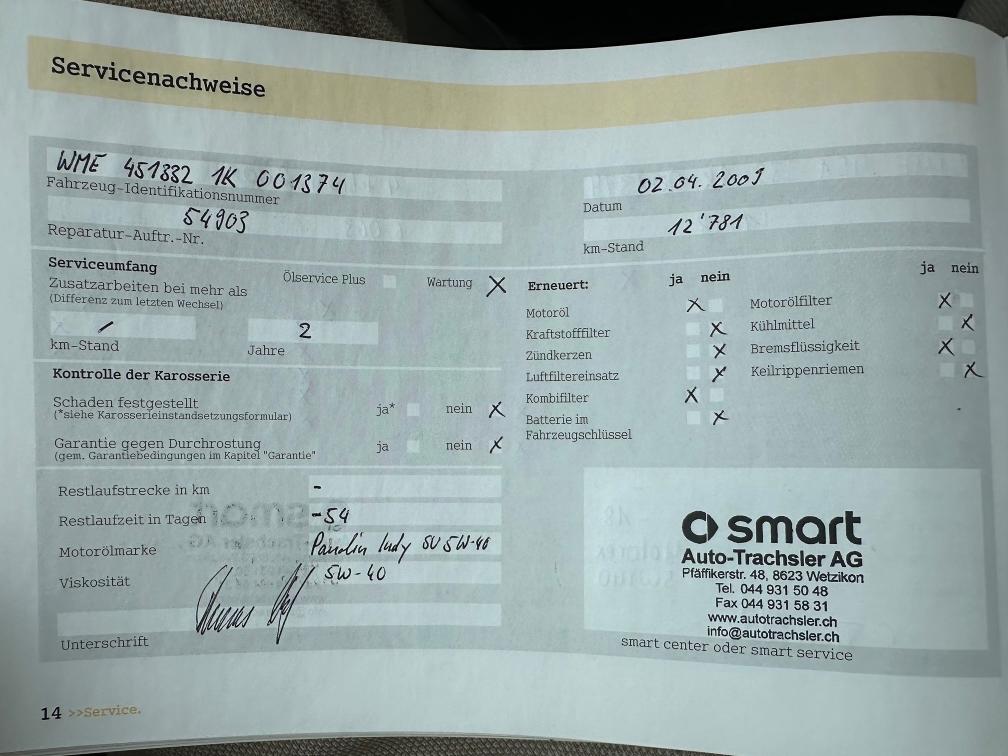 Servicenachweise
WME 451332 1K 001374
Fahrzeug-Identifikationsnummer
54903
Reparatur-Auftr.-Nr.
02.04.2009
Datum
12'781
km-Stand
Serviceumfang
Ölservice Plus
Wartung X
Zusatzarbeiten bei mehr als
(Differenz zum letzten Wechsel)
/
km-Stand
2
Jahre
Kontrolle der Karosserie
Schaden festgestellt
(*siehe Karosserieinstandsetzungsformular)
ja* nein X
Garantie gegen Durchrostung
(gem. Garantiebedingungen im Kapitel "Garantie"
ja nein X
Restlaufstrecke in km -
Restlaufzeit in Tagen -54
Motorölmarke Indy SU 5W-40
Viskosität 5W-40
Unterschrift
Erneuert: ja nein
Motoröl X
Kraftstofffilter X
Zündkerzen X
Luftfiltereinsatz X
Kombifilter X
Batterie im X
Fahrzeugschlüssel
ja nein
Motorölfilter X
Kühlmittel X
Bremsflüssigkeit X
Keilrippenriemen X
smart
Auto-Trachsler AG
Pfäffikerstr. 48, 8623 Wetzikon
Tel. 044 931 50 48
Fax 044 931 58 31
www.autotrachsler.ch
info@autotrachsler.ch
smart center oder smart service
14 >>Service.